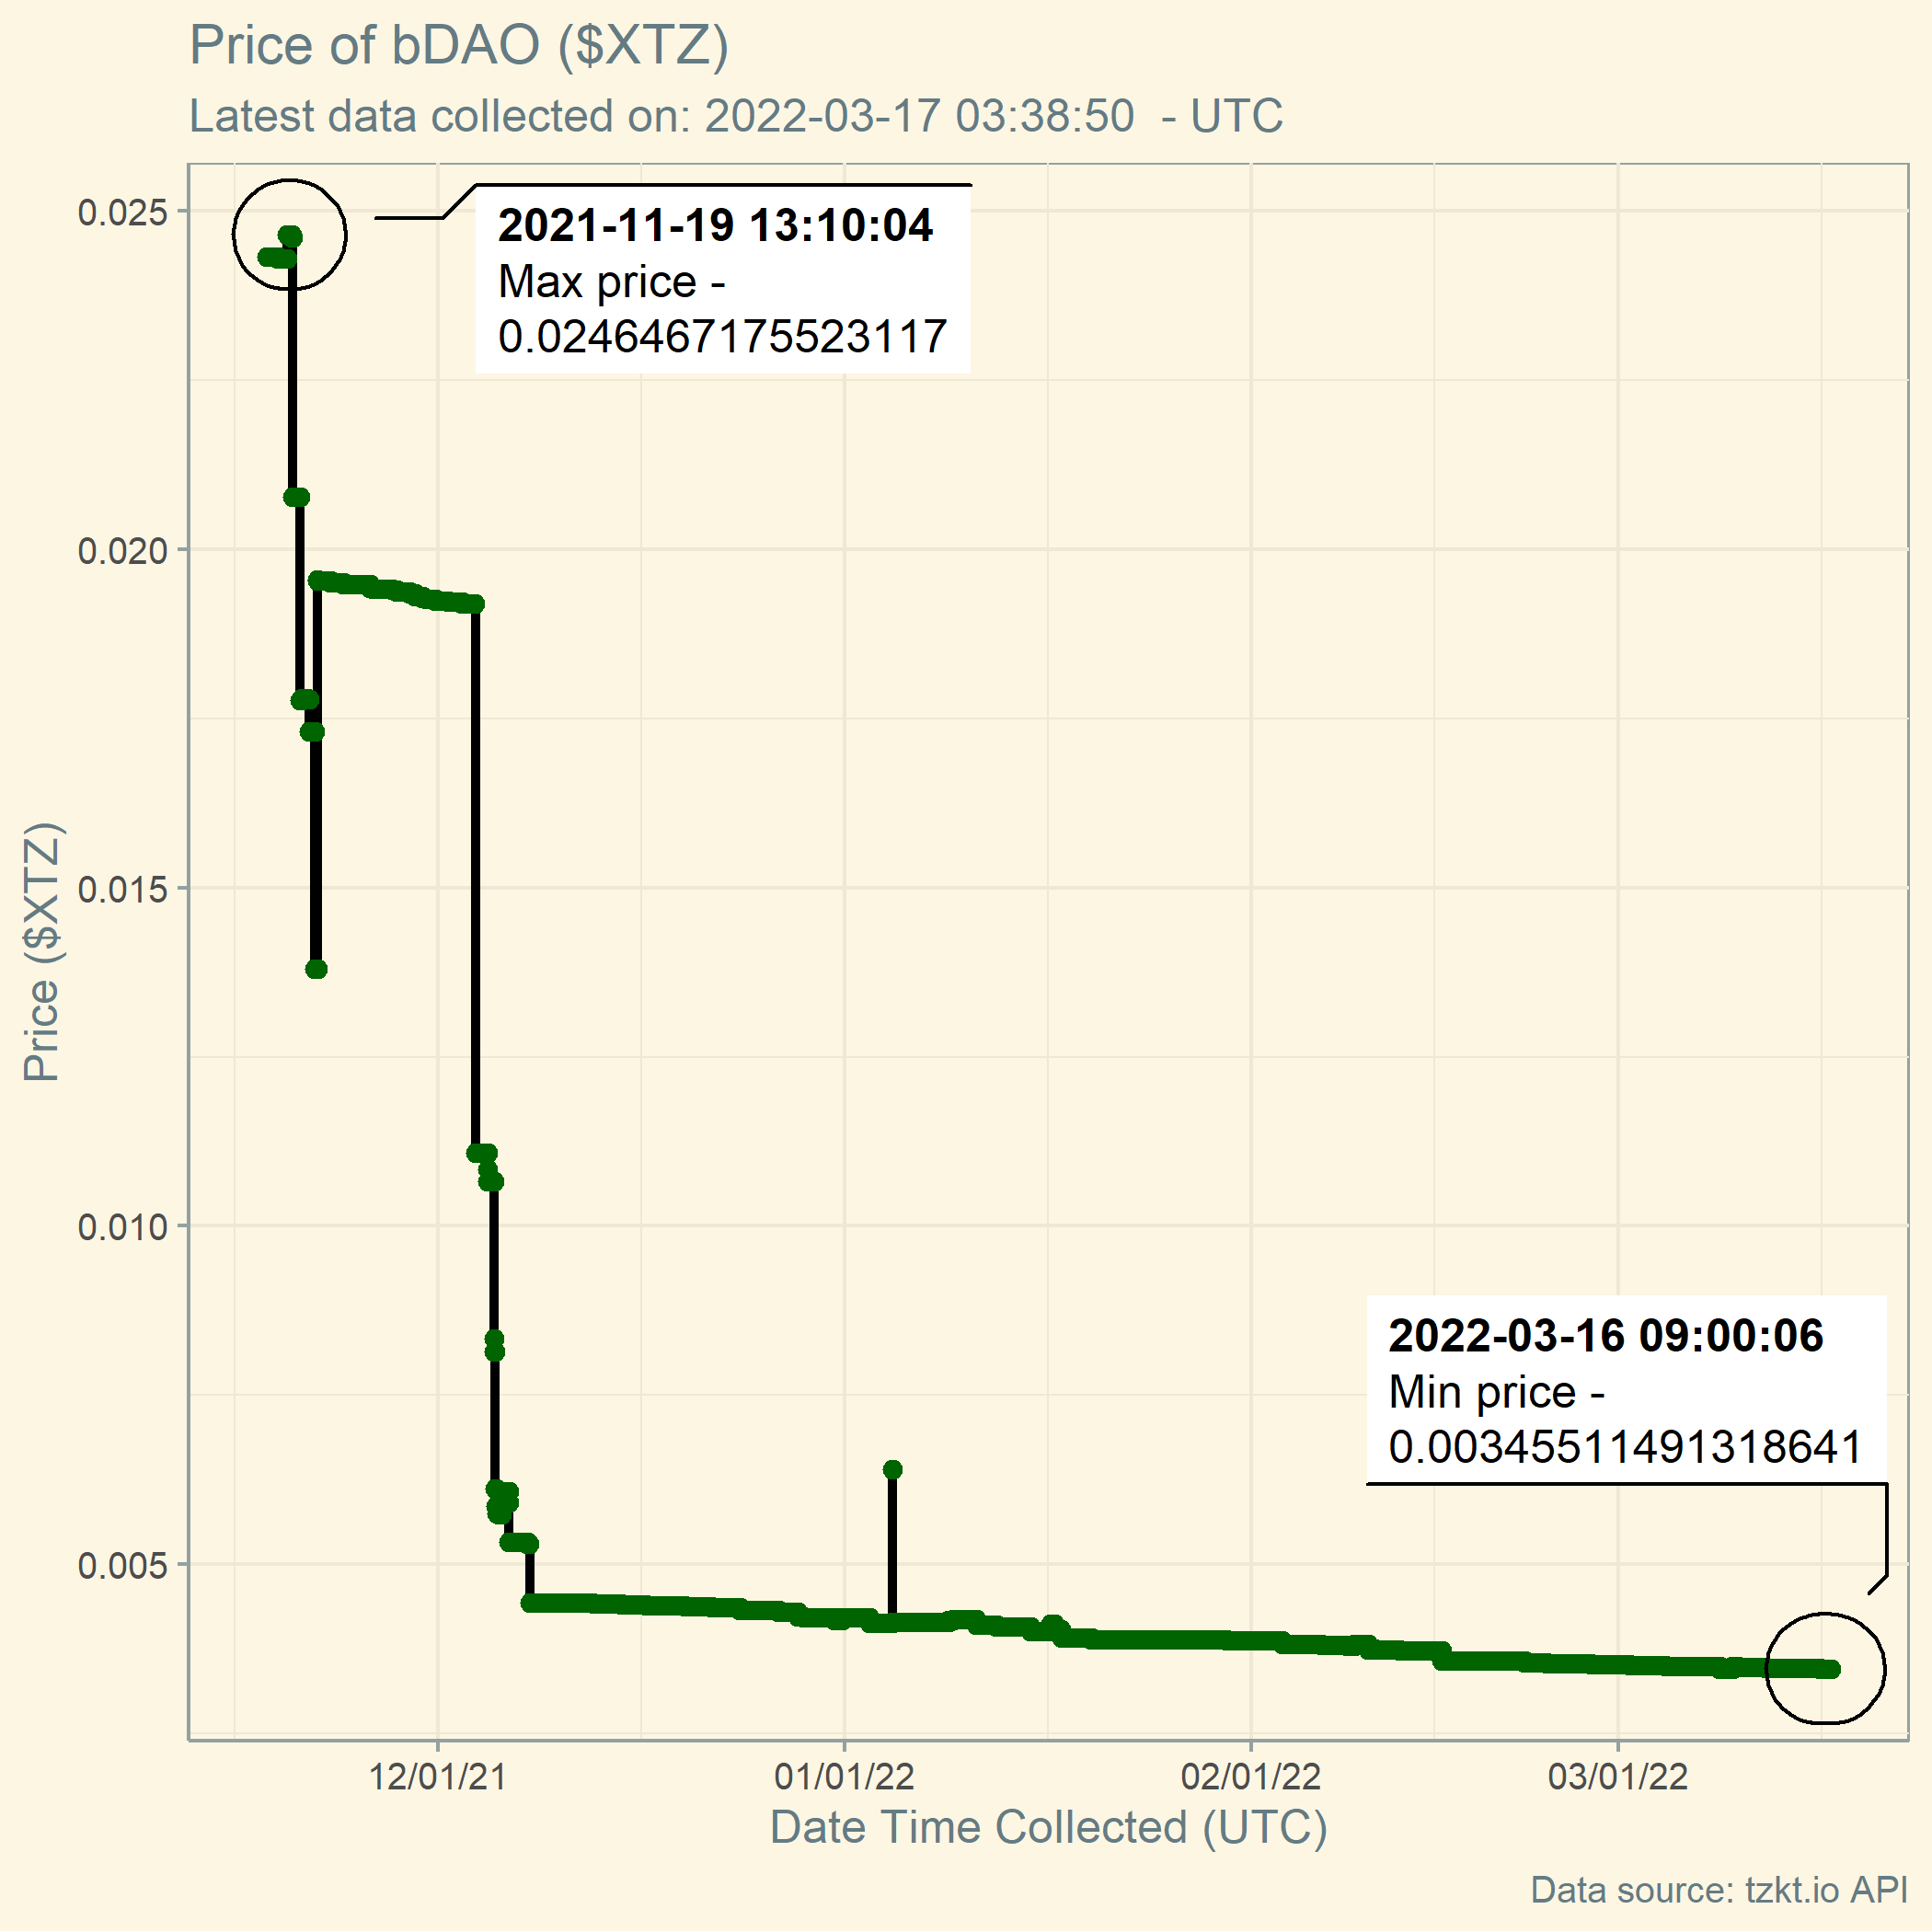 Price of bDAO ($XTZ)
Latest data collected on: 2022-03-17 03:38:50  - UTC
0.025
0.020
0.015
0.010
0.005
Price ($XTZ)
2021-11-19 13:10:04
Max price -
0.0246467175523117
2022-03-16 09:00:06
Min price -
0.00345511491318641
12/01/21
01/01/22
02/01/22
03/01/22
Date Time Collected (UTC)
Data source: tzkt.io API